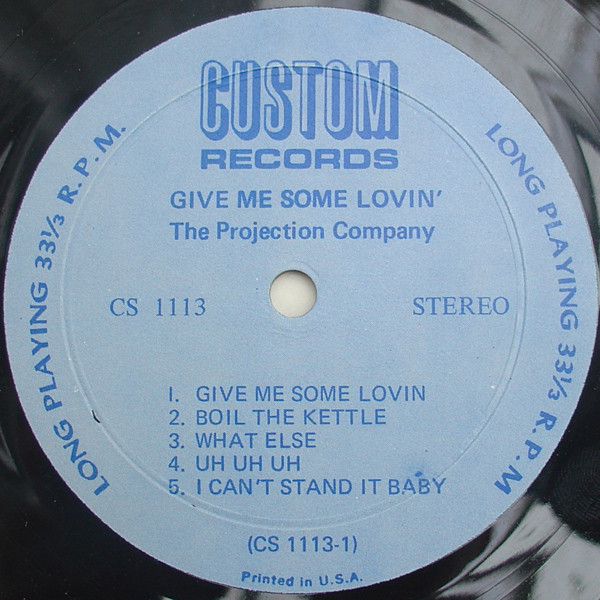 CUSTOM
RECORDS
GIVE ME SOME LOVIN'
The Projection Company
LONG PLAYING 33⅓ R.P.M.
LONG PLAYING 33⅓ R.P.M
CS 1113
STEREO
1. GIVE ME SOME LOVIN
2. BOIL THE KETTLE
3. WHAT ELSE
4. UH UH UH
5. I CAN'T STAND IT BABY
(CS 1113-1)
Printed in U.S.A.